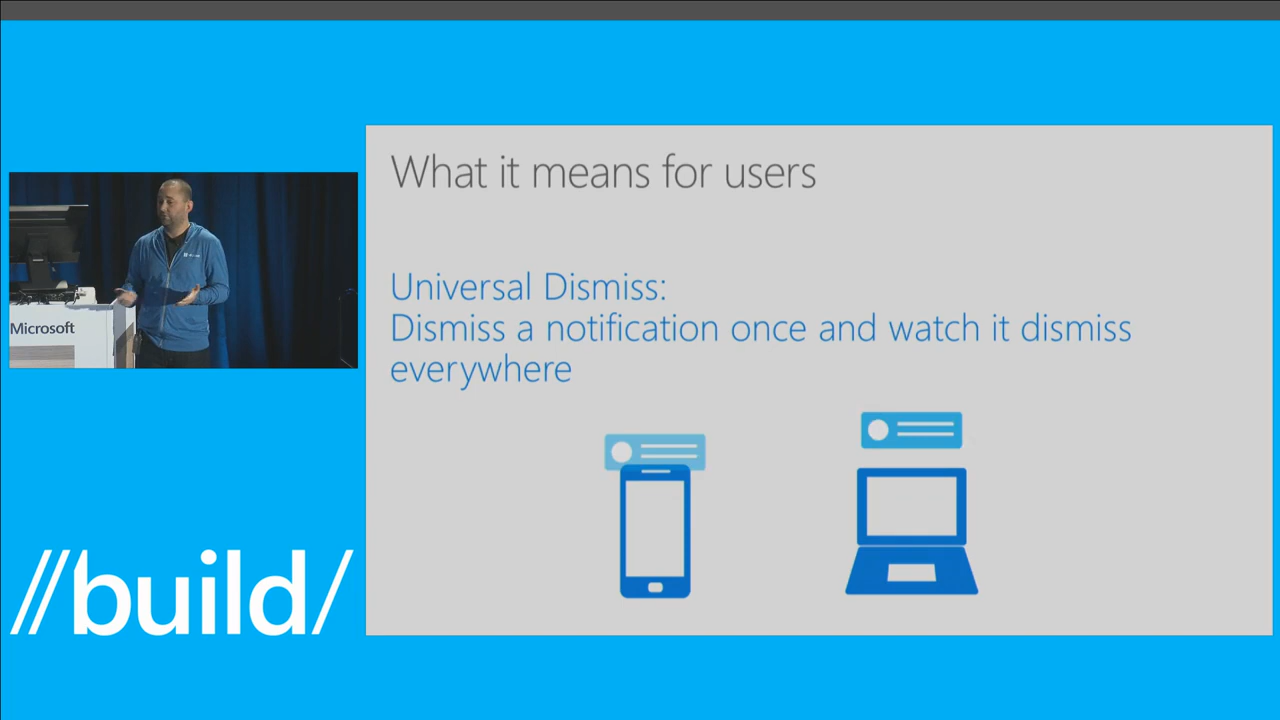 What it means for users
Universal Dismiss:
Dismiss a notification once and watch it dismiss
everywhere
Microsoft
//build/